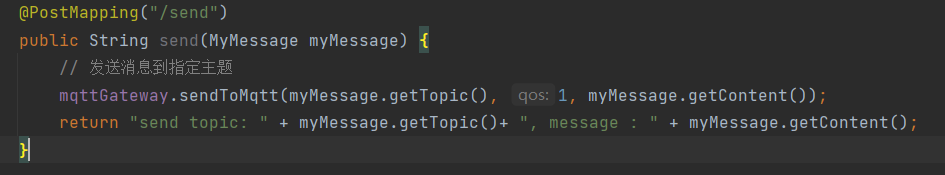 @PostMapping("/send")
public String send(MyMessage myMessage) {
// 发送消息到指定主题
mqttGateway.sendToMqtt(myMessage.getTopic(), qos: 1, myMessage.getContent());
return "send topic: " + myMessage.getTopic()+ ", message : " + myMessage.getContent();
}